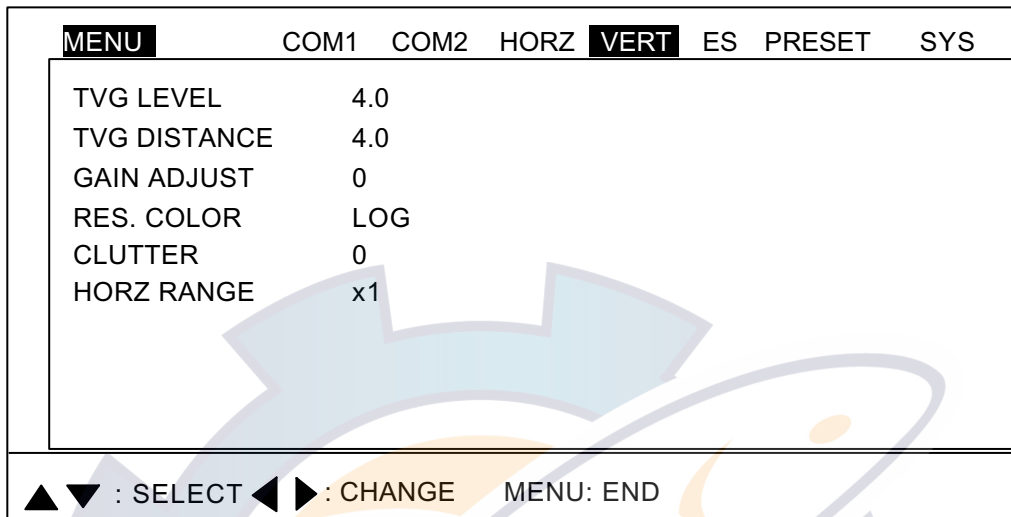 MENU COM1 COM2 HORZ VERT ES PRESET SYS
TVG LEVEL 4.0
TVG DISTANCE 4.0
GAIN ADJUST 0
RES. COLOR LOG
CLUTTER 0
HORZ RANGE x1
▲ ▼ : SELECT ◀ ▶ : CHANGE MENU: END